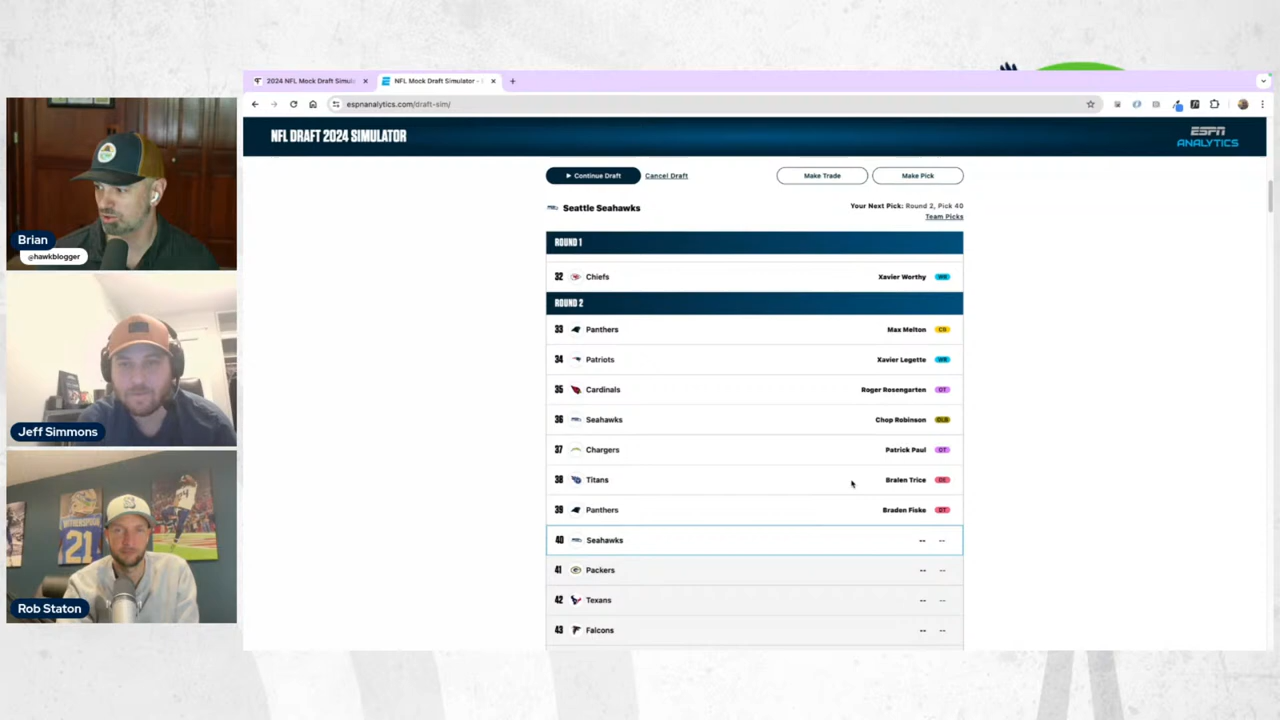 2024 NFL Mock Draft Simula
NFL Mock Draft Simulator -
espnanalytics.com/draft-sim/
NFL DRAFT 2024 SIMULATOR
ESPN
ANALYTICS
Continue Draft
Cancel Draft
Make Trade
Make Pick
Seattle Seahawks
Your Next Pick: Round 2, Pick 40
Team Picks
ROUND 1
32 Chiefs Xavier Worthy WR
ROUND 2
33 Panthers Max Melton CB
34 Patriots Xavier Legette WR
35 Cardinals Roger Rosengarten OT
36 Seahawks Chop Robinson OLB
37 Chargers Patrick Paul OT
38 Titans Bralen Trice DE
39 Panthers Braden Fiske DT
40 Seahawks -- --
41 Packers -- --
42 Texans -- --
43 Falcons -- --
Brian
@hawkblogger
Jeff Simmons
WITHERSPOON
21
Rob Staton